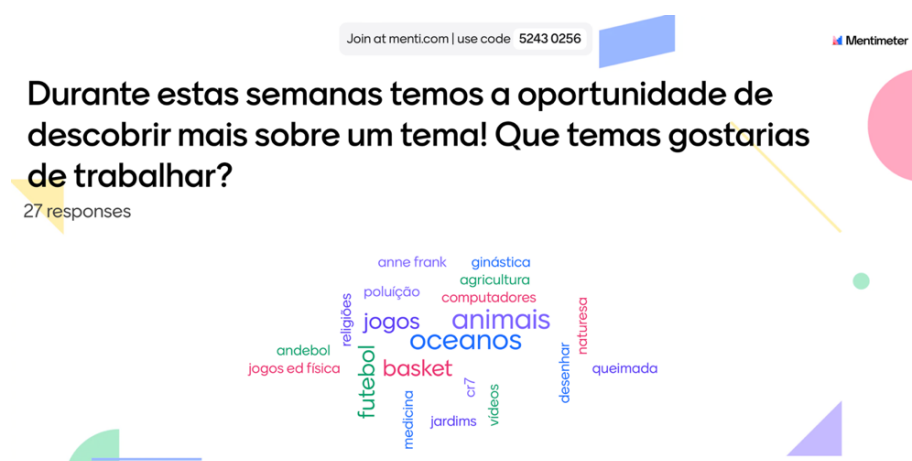 Join at menti.com | use code 5243 0256
Mentimeter
Durante estas semanas temos a oportunidade de
descobrir mais sobre um tema! Que temas gostarias
de trabalhar?
27 responses
anne frank
ginástica
agricultura
poluíção
computadores
religiões
jogos
animais
naturesa
oceanos
andebol
jogos ed física
futebol
basket
desenhar
queimada
cr7
medicina
vídeos
jardims